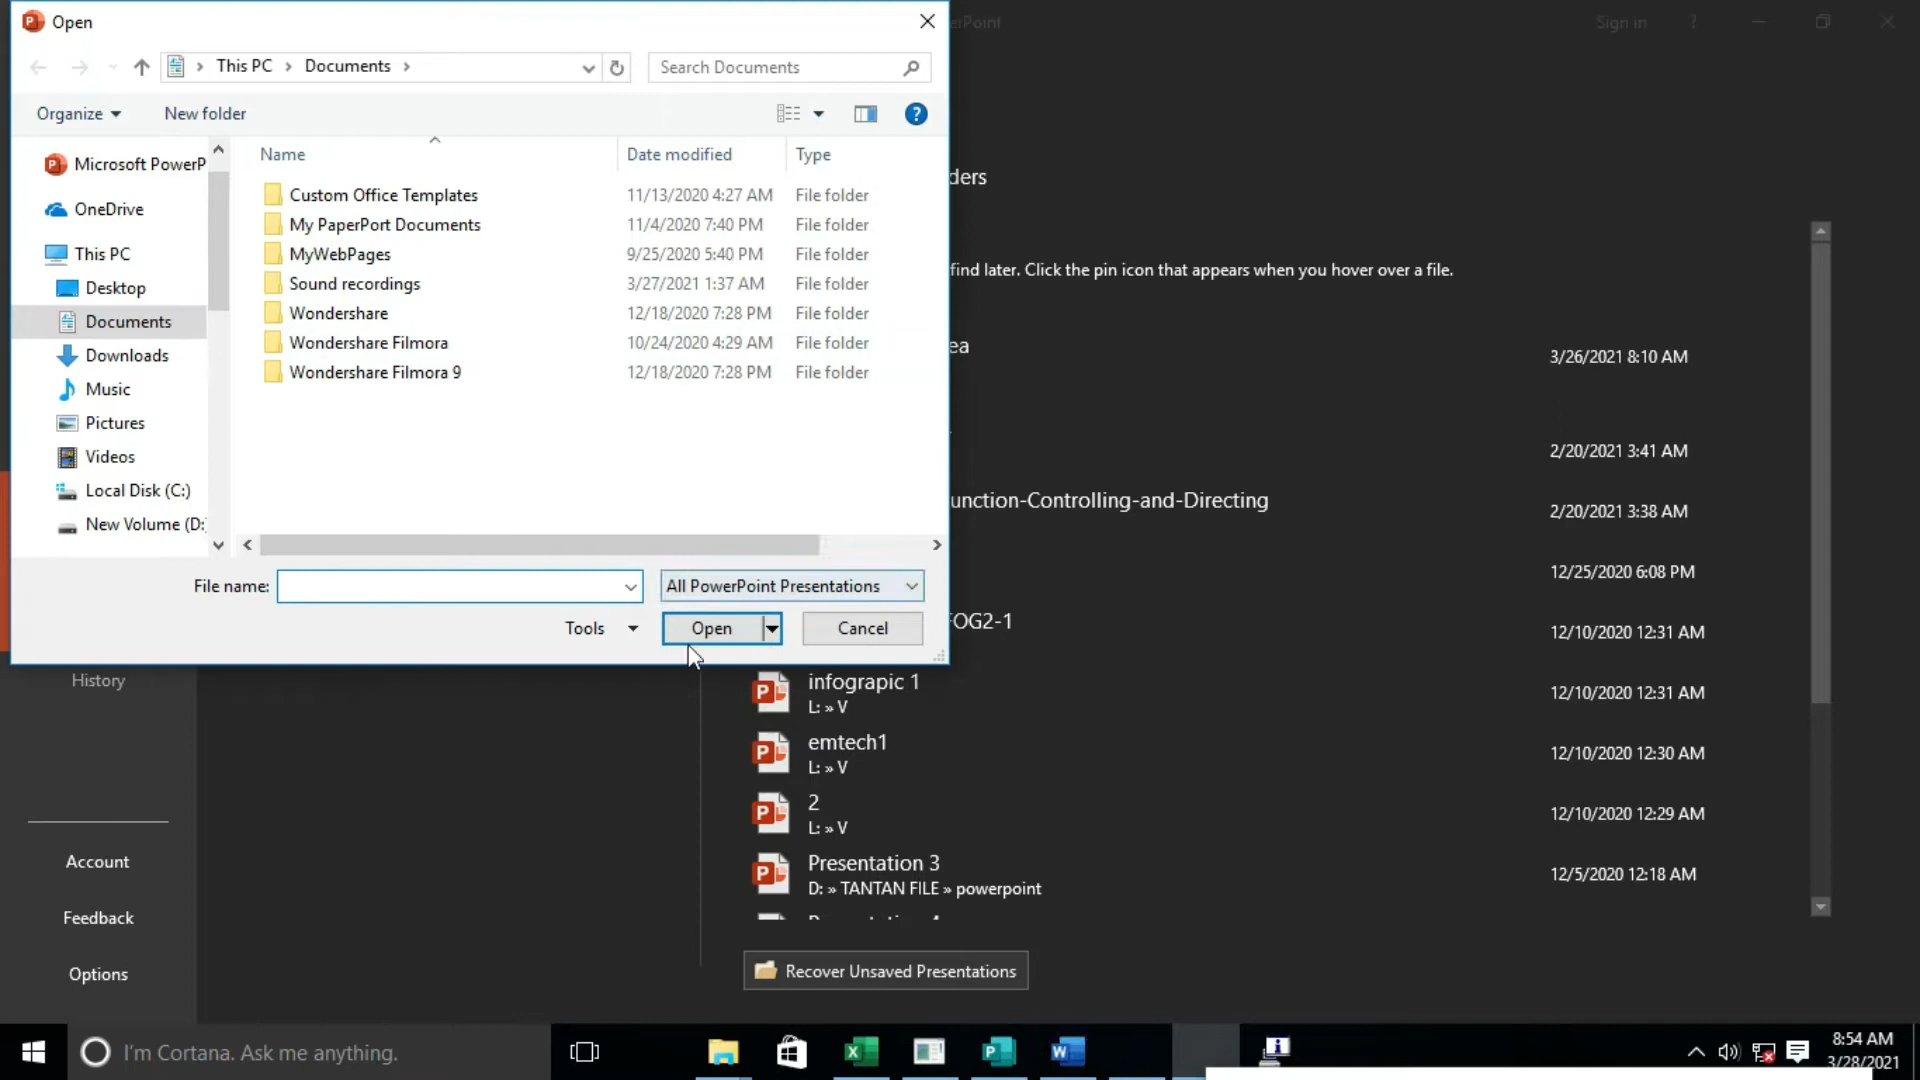 Open
erPoint
Sign in ?
This PC Documents
Search Documents
Organize New folder
?
Name Date modified Type
Microsoft PowerP
OneDrive
This PC
Desktop
Documents
Downloads
Music
Pictures
Videos
Local Disk (C:)
New Volume (D:
Custom Office Templates 11/13/2020 4:27 AM File folder
My PaperPort Documents 11/4/2020 7:40 PM File folder
MyWebPages 9/25/2020 5:40 PM File folder
Sound recordings 3/27/2021 1:37 AM File folder
Wondershare 12/18/2020 7:28 PM File folder
Wondershare Filmora 10/24/2020 4:29 AM File folder
Wondershare Filmora 9 12/18/2020 7:28 PM File folder
File name:
All PowerPoint Presentations
Tools Open Cancel
ders
find later. Click the pin icon that appears when you hover over a file.
ea
3/26/2021 8:10 AM
2/20/2021 3:41 AM
unction-Controlling-and-Directing
2/20/2021 3:38 AM
12/25/2020 6:08 PM
FOG2-1
12/10/2020 12:31 AM
infograpic 1
L: » V
12/10/2020 12:31 AM
emtech1
L: » V
12/10/2020 12:30 AM
2
L: » V
12/10/2020 12:29 AM
Presentation 3
D: » TANTAN FILE » powerpoint
12/5/2020 12:18 AM
Recover Unsaved Presentations
History
Account
Feedback
Options
I'm Cortana. Ask me anything.
8:54 AM
3/28/2021